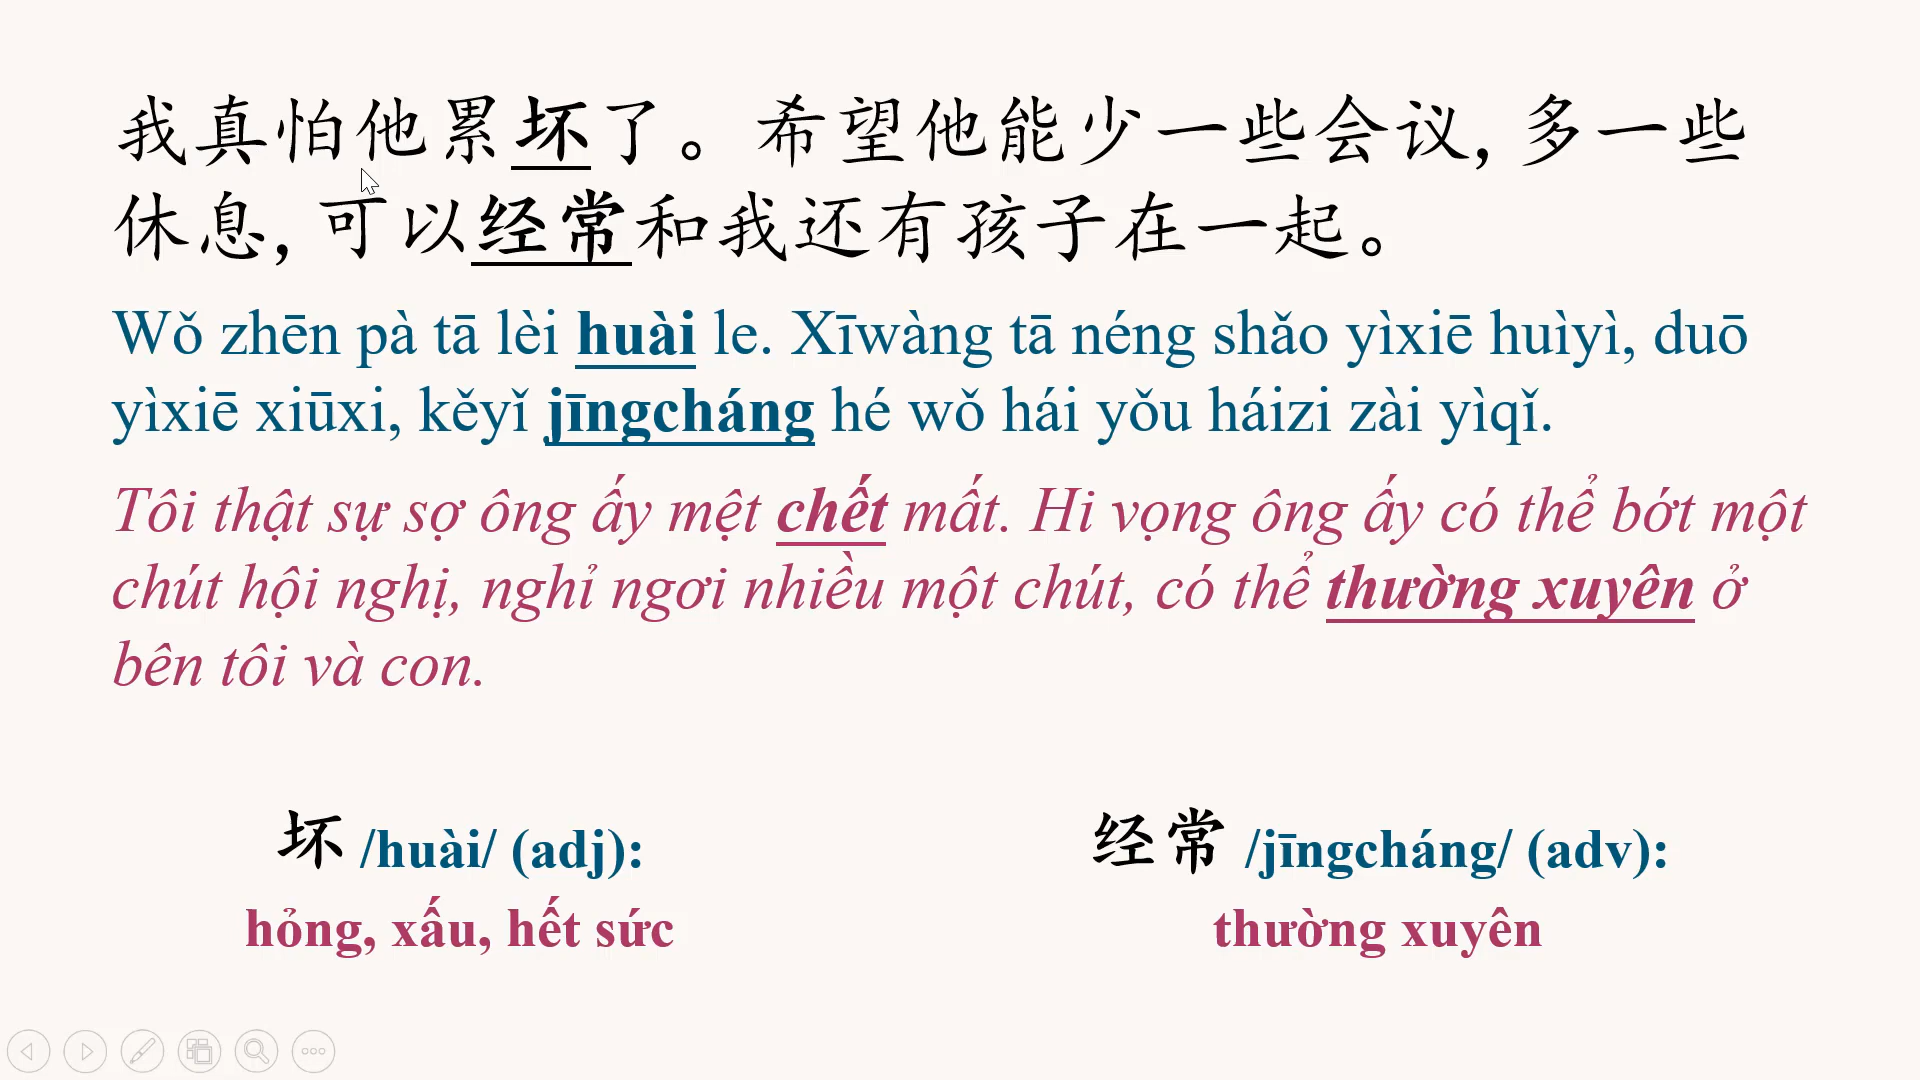 我真怕他累坏了。希望他能少一些会议, 多一些
休息, 可以经常和我还有孩子在一起。
Wǒ zhēn pà tā lèi huài le. Xīwàng tā néng shǎo yìxiē huìyì, duō
yìxiē xiūxi, kěyǐ jīngcháng hé wǒ hái yǒu háizi zài yìqǐ.
Tôi thật sự sợ ông ấy mệt chết mất. Hi vọng ông ấy có thể bớt một
chút hội nghị, nghỉ ngơi nhiều một chút, có thể thường xuyên ở
bên tôi và con.
坏 /huài/ (adj):
hỏng, xấu, hết sức
经常 /jīngcháng/ (adv):
thường xuyên